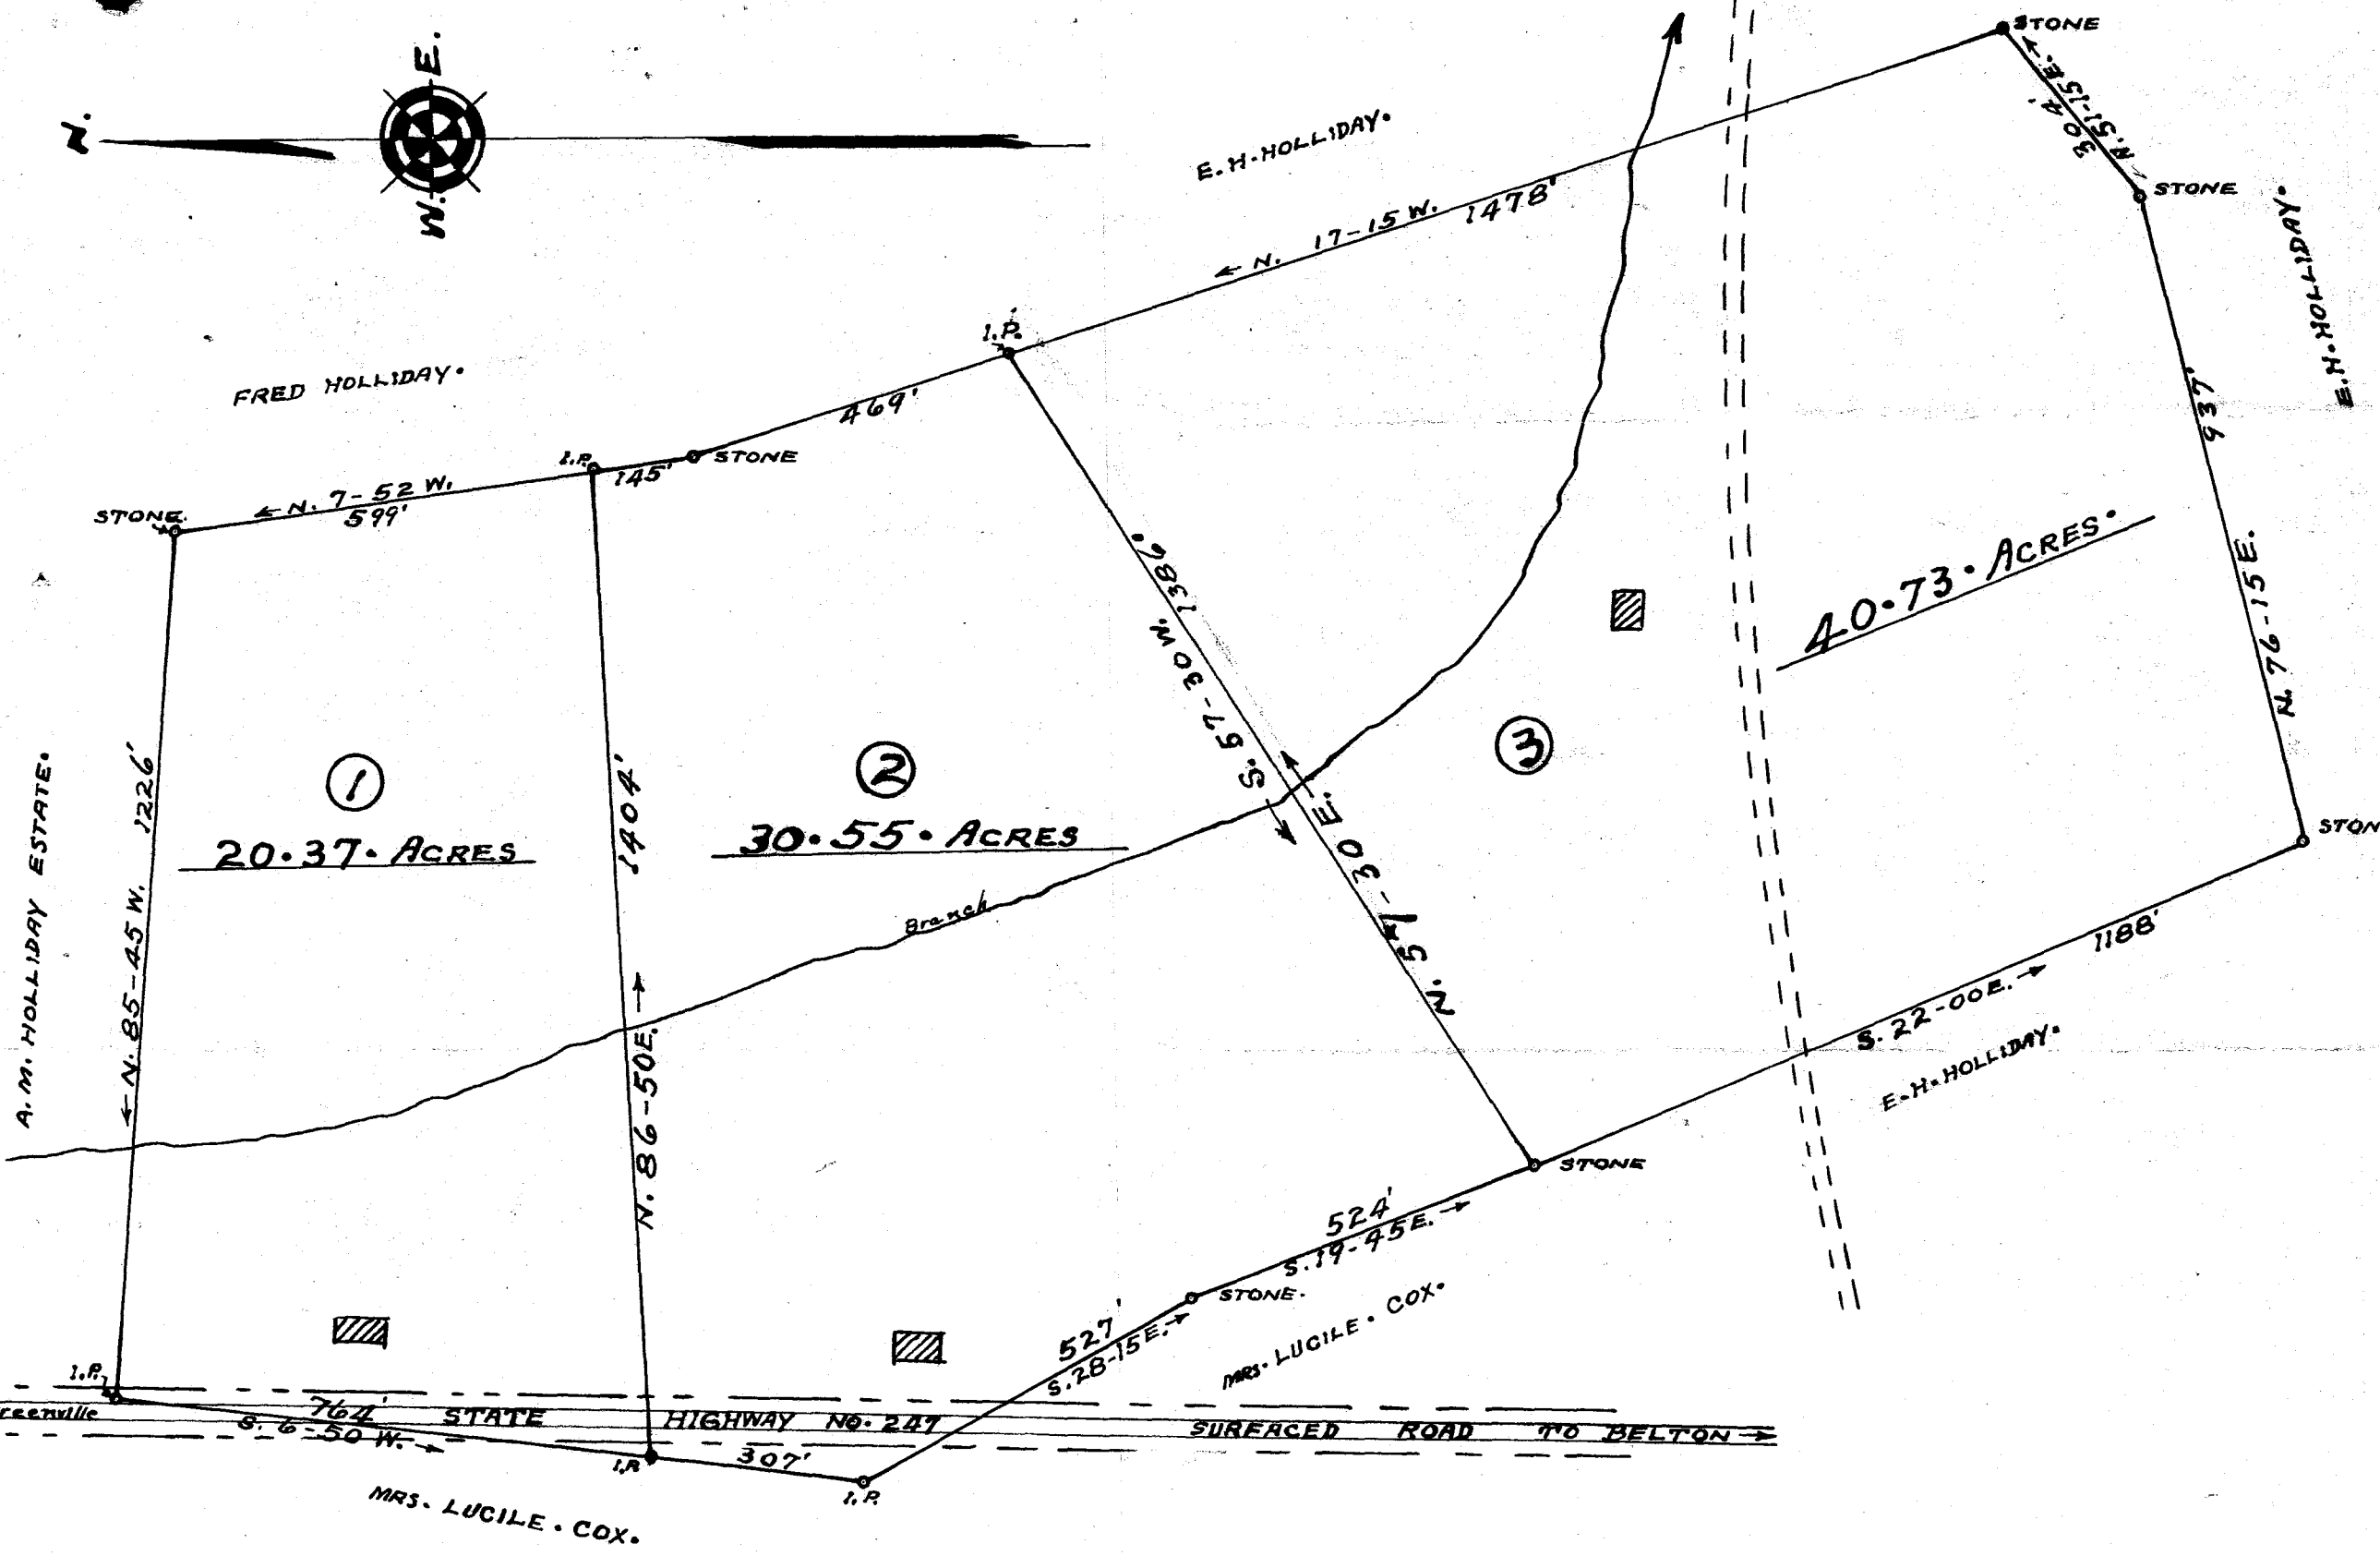 N.
E.
W.
STONE
N. 51-15 E.
304'
STONE
E. H. HOLLIDAY.
E. H. HOLLIDAY.
N. 17-15 W. 1478'
I.P.
FRED HOLLIDAY.
469'
I.P.
145'
STONE
N. 7-52 W.
599'
STONE.
937'
N. 76-15 E.
40.73. ACRES.
S. 57-30 W. 1386.
N. 57-30 E.
A. M. HOLLIDAY ESTATE.
N. 85-45 W. 1226'
1
20.37. ACRES
1404'
N. 86-50E.
2
30.55. ACRES
3
Branch
STON
1188'
S. 22-00E.
E. H. HOLLIDAY.
STONE
524'
S. 19-45E.
STONE.
527'
S. 28-15E.
MRS. LUCILE. COX.
I.P.
reenville
764'
S. 6-50 W.
STATE HIGHWAY NO. 247
SURFACED ROAD TO BELTON
I.P.
307'
I.P.
MRS. LUCILE. COX.